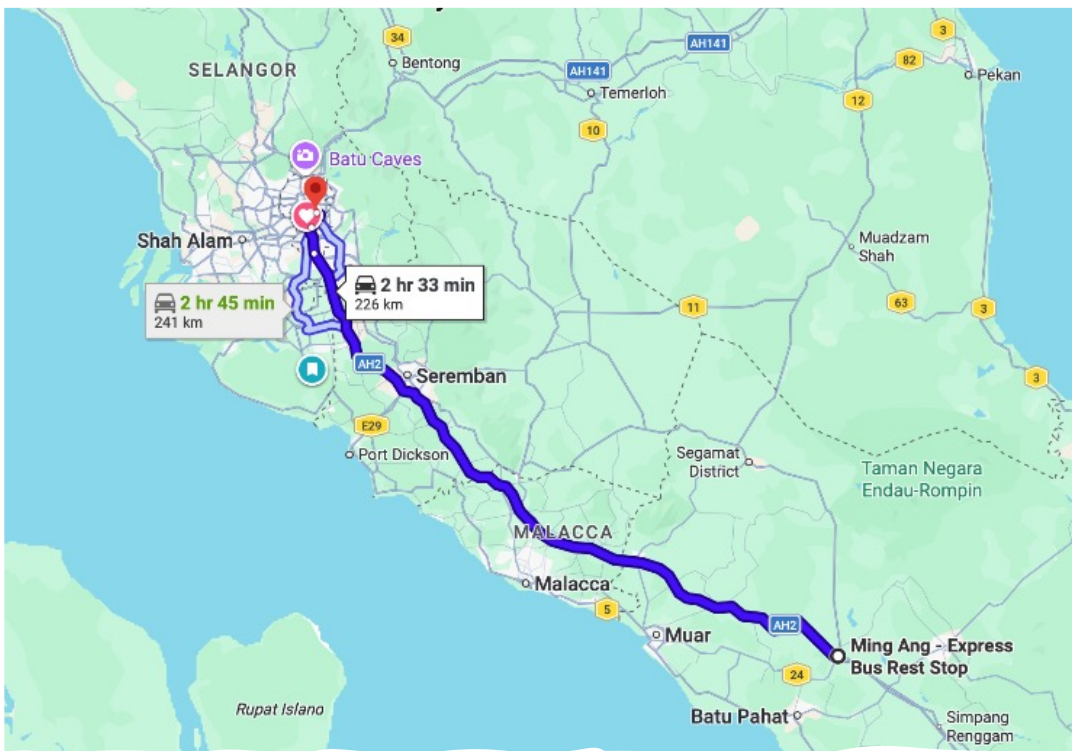 34
AH141
3
Bentong
82
SELANGOR
AH141
Pekan
Temerloh
12
10
Batu Caves
Shah Alam
Muadzam
Shah
2 hr 33 min
226 km
2 hr 45 min
241 km
63
11
3
AH2
Seremban
3
E29
Port Dickson
Segamat
District
Taman Negara
Endau-Rompin
MALACCA
Malacca
5
AH2
Muar
Ming Ang - Express
Bus Rest Stop
24
Batu Pahat
Rupat Island
Simpang
Renggam